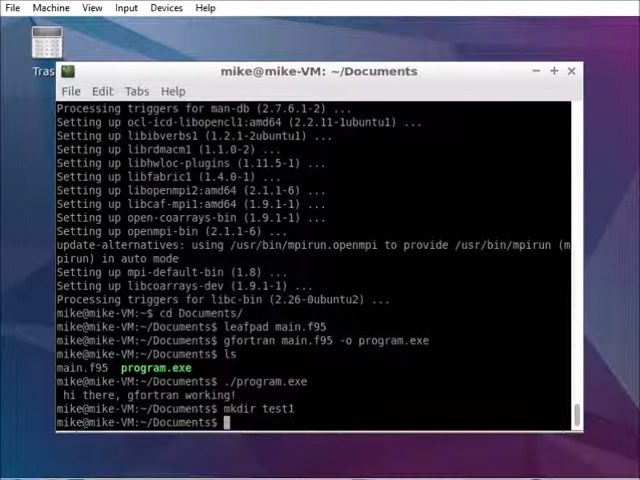 File Machine View Input Devices Help
Tras
mike@mike-VM: ~/Documents
File Edit Tabs Help
Processing triggers for man-db (2.7.6.1-2) ...
Setting up ocl-icd-libopencl1:amd64 (2.2.11-1ubuntu1) ...
Setting up libibverbs1 (1.2.1-2ubuntu1) ...
Setting up librdmacm1 (1.1.0-2) ...
Setting up libhwloc-plugins (1.11.5-1) ...
Setting up libfabric1 (1.4.0-1) ...
Setting up libopenmpi2:amd64 (2.1.1-6) ...
Setting up libcaf-mpi1:amd64 (1.9.1-1) ...
Setting up open-coarrays-bin (1.9.1-1) ...
Setting up openmpi-bin (2.1.1-6) ...
update-alternatives: using /usr/bin/mpirun.openmpi to provide /usr/bin/mpirun (m
pirun) in auto mode
Setting up mpi-default-bin (1.8) ...
Setting up libcoarrays-dev (1.9.1-1) ...
Processing triggers for libc-bin (2.26-0ubuntu2) ...
mike@mike-VM:~$ cd Documents/
mike@mike-VM:~/Documents$ leafpad main.f95
mike@mike-VM:~/Documents$ gfortran main.f95 -o program.exe
mike@mike-VM:~/Documents$ ls
main.f95 program.exe
mike@mike-VM:~/Documents$ ./program.exe
hi there, gfortran working!
mike@mike-VM:~/Documents$ mkdir test1
mike@mike-VM:~/Documents$